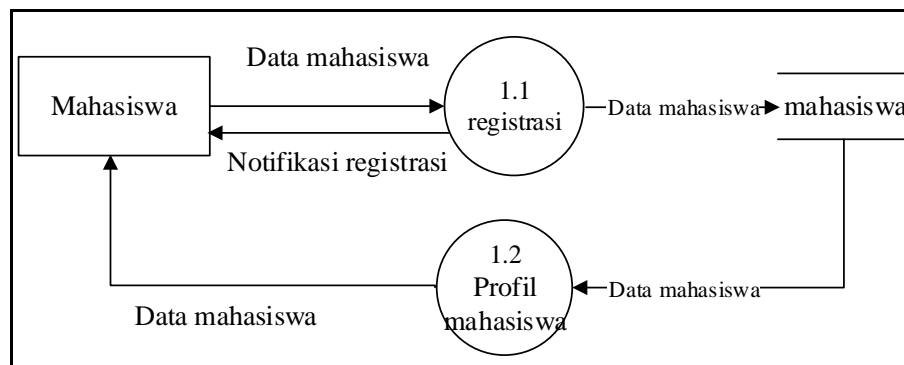 Data mahasiswa
Mahasiswa
1.1
registrasi
Data mahasiswa
mahasiswa
Notifikasi registrasi
1.2
Profil
mahasiswa
Data mahasiswa
Data mahasiswa